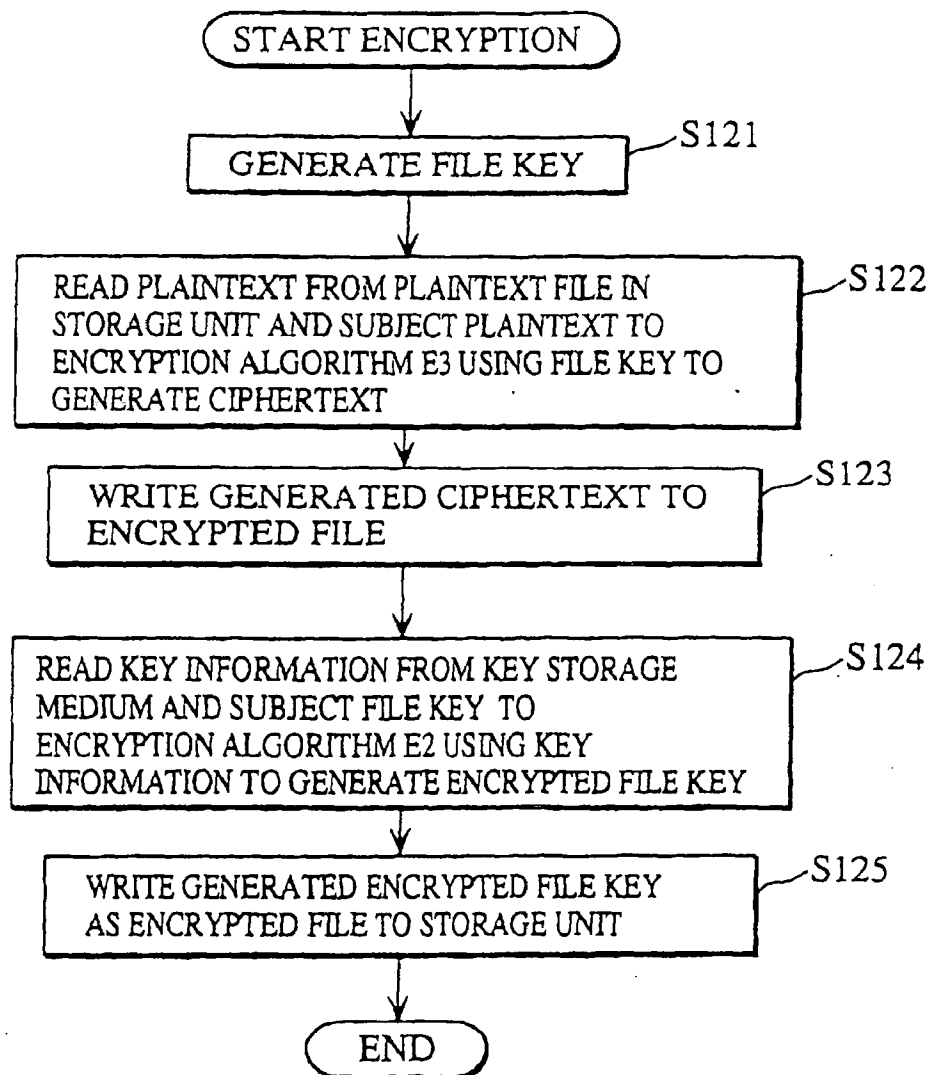 START ENCRYPTION
S121
GENERATE FILE KEY
S122
READ PLAINTEXT FROM PLAINTEXT FILE IN
STORAGE UNIT AND SUBJECT PLAINTEXT TO
ENCRYPTION ALGORITHM E3 USING FILE KEY TO
GENERATE CIPHERTEXT
S123
WRITE GENERATED CIPHERTEXT TO
ENCRYPTED FILE
S124
READ KEY INFORMATION FROM KEY STORAGE
MEDIUM AND SUBJECT FILE KEY TO
ENCRYPTION ALGORITHM E2 USING KEY
INFORMATION TO GENERATE ENCRYPTED FILE KEY
S125
WRITE GENERATED ENCRYPTED FILE KEY
AS ENCRYPTED FILE TO STORAGE UNIT
END